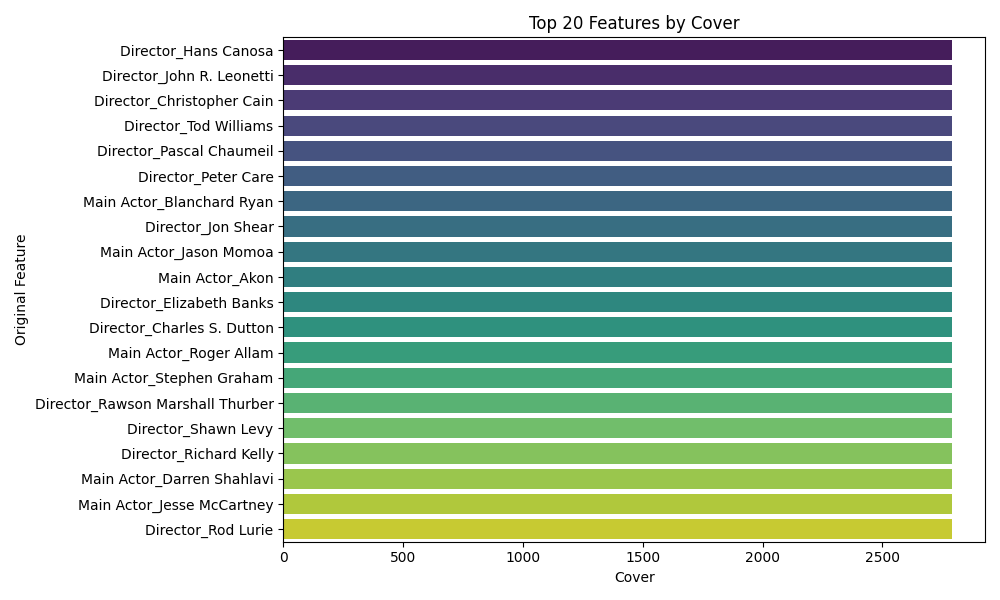 Top 20 Features by Cover
Original Feature
Director_Hans Canosa
Director_John R. Leonetti
Director_Christopher Cain
Director_Tod Williams
Director_Pascal Chaumeil
Director_Peter Care
Main Actor_Blanchard Ryan
Director_Jon Shear
Main Actor_Jason Momoa
Main Actor_Akon
Director_Elizabeth Banks
Director_Charles S. Dutton
Main Actor_Roger Allam
Main Actor_Stephen Graham
Director_Rawson Marshall Thurber
Director_Shawn Levy
Director_Richard Kelly
Main Actor_Darren Shahlavi
Main Actor_Jesse McCartney
Director_Rod Lurie
0 500 1000 1500 2000 2500
Cover